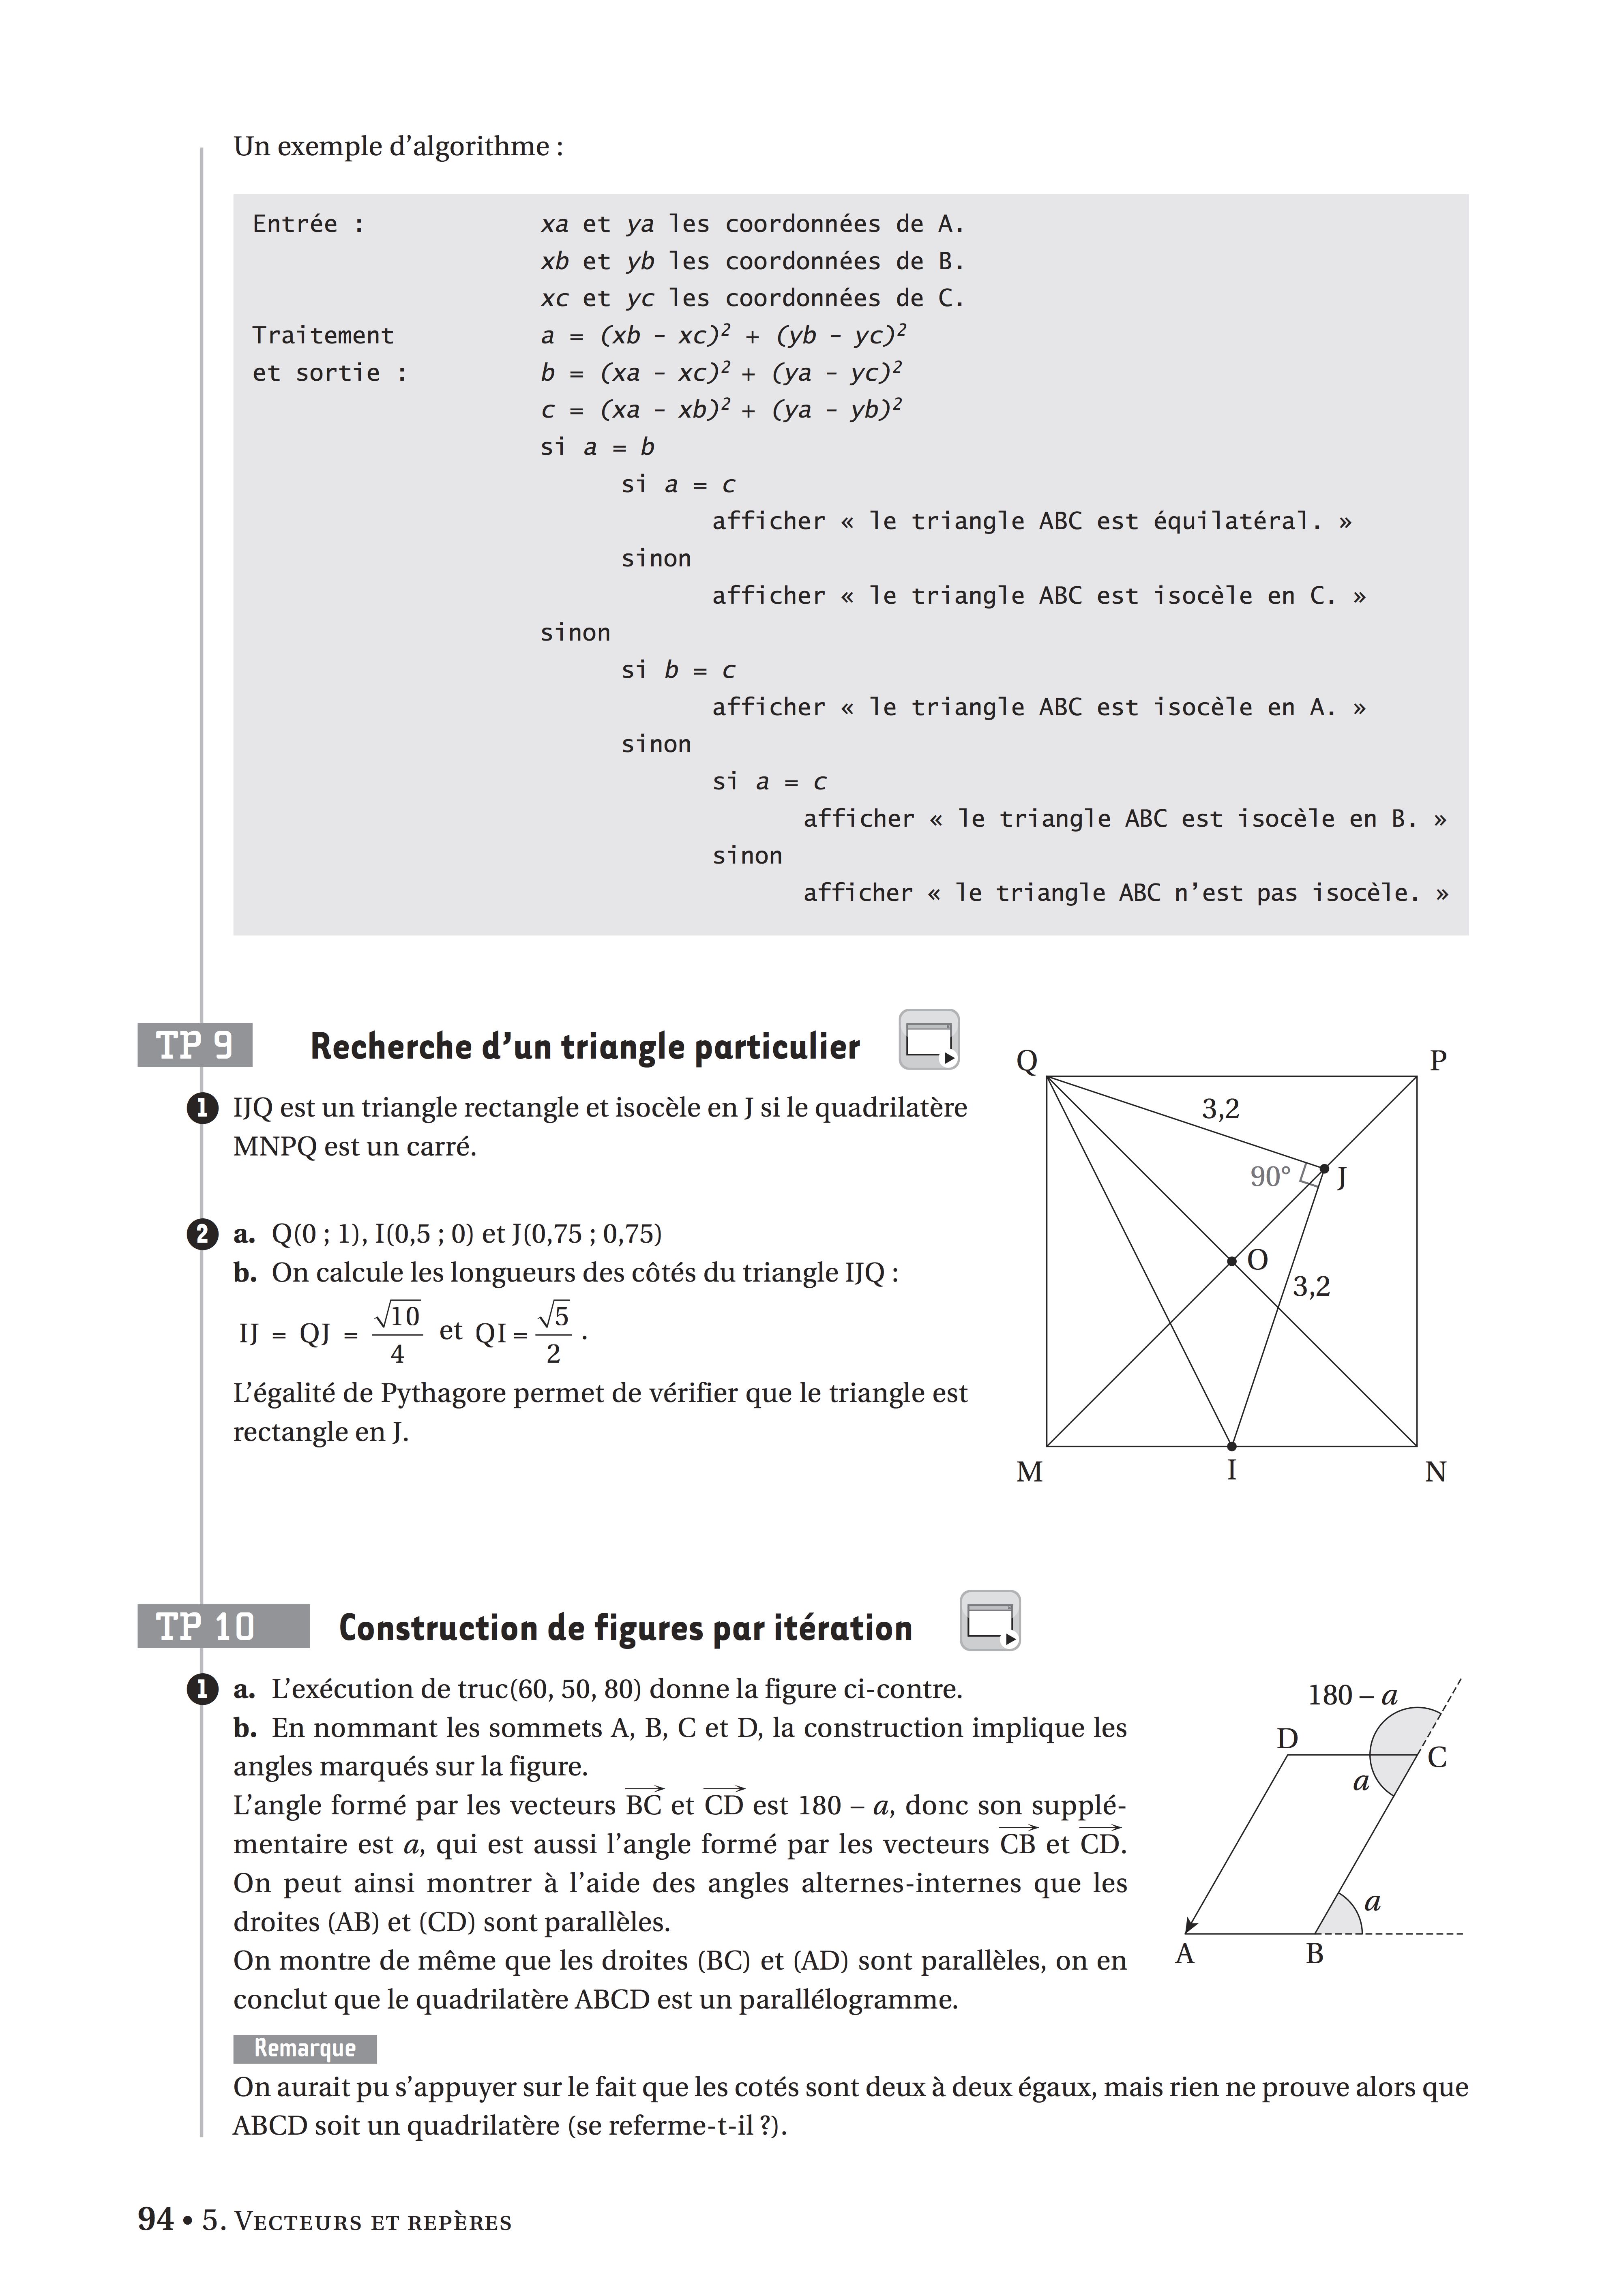 Un exemple d’algorithme :
Entrée : xa et ya les coordonnées de A.
xb et yb les coordonnées de B.
xc et yc les coordonnées de C.
Traitement a = (xb – xc)² + (yb – yc)²
et sortie : b = (xa – xc)² + (ya – yc)²
c = (xa – xb)² + (ya – yb)²
si a = b
si a = c
afficher « le triangle ABC est équilatéral. »
sinon
afficher « le triangle ABC est isocèle en C. »
sinon
si b = c
afficher « le triangle ABC est isocèle en A. »
sinon
si a = c
afficher « le triangle ABC est isocèle en B. »
sinon
afficher « le triangle ABC n’est pas isocèle. »
TP 9 Recherche d’un triangle particulier
1 IJQ est un triangle rectangle et isocèle en J si le quadrilatère
MNPQ est un carré.
2 a. Q(0 ; 1), I(0,5 ; 0) et J(0,75 ; 0,75)
b. On calcule les longueurs des côtés du triangle IJQ :
IJ = QJ = √10/4 et QI = √5/2 .
L’égalité de Pythagore permet de vérifier que le triangle est
rectangle en J.
Q P
3,2
90° J
O
3,2
M I N
TP 10 Construction de figures par itération
1 a. L’exécution de truc(60, 50, 80) donne la figure ci-contre.
b. En nommant les sommets A, B, C et D, la construction implique les
angles marqués sur la figure.
L’angle formé par les vecteurs BC et CD est 180 – a, donc son supplé-
mentaire est a, qui est aussi l’angle formé par les vecteurs CB et CD.
On peut ainsi montrer à l’aide des angles alternes-internes que les
droites (AB) et (CD) sont parallèles.
On montre de même que les droites (BC) et (AD) sont parallèles, on en
conclut que le quadrilatère ABCD est un parallélogramme.
180 – a
D C
a
a
A B
Remarque
On aurait pu s’appuyer sur le fait que les cotés sont deux à deux égaux, mais rien ne prouve alors que
ABCD soit un quadrilatère (se referme-t-il ?).
94 • 5. Vecteurs et repères